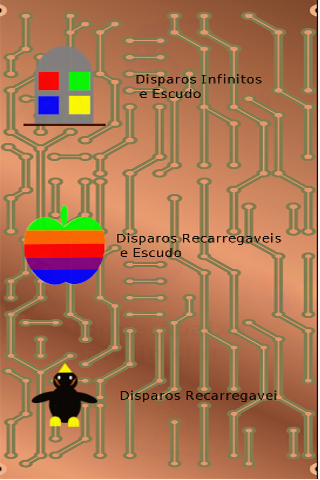 Disparos Infinitos
e Escudo
Disparos Recarregaveis
e Escudo
Disparos Recarregavei